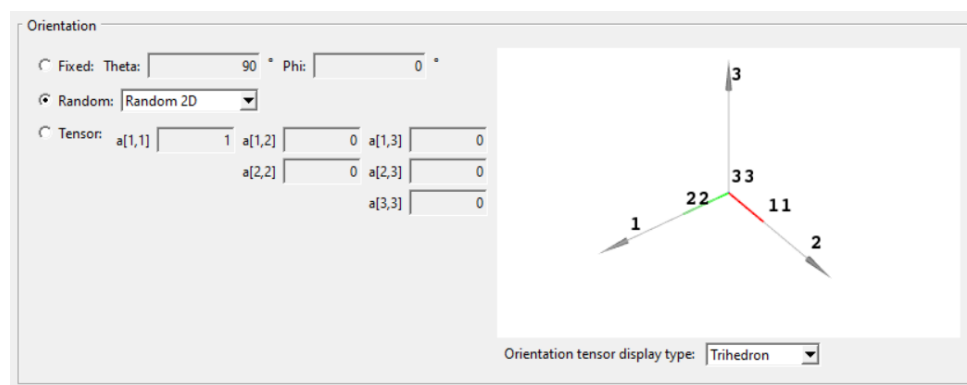 Orientation
Fixed: Theta: 90 ° Phi: 0 °
Random: Random 2D
Tensor: a[1,1] 1 a[1,2] 0 a[1,3] 0
a[2,2] 0 a[2,3] 0
a[3,3] 0
3
33
22
11
1
2
Orientation tensor display type: Trihedron